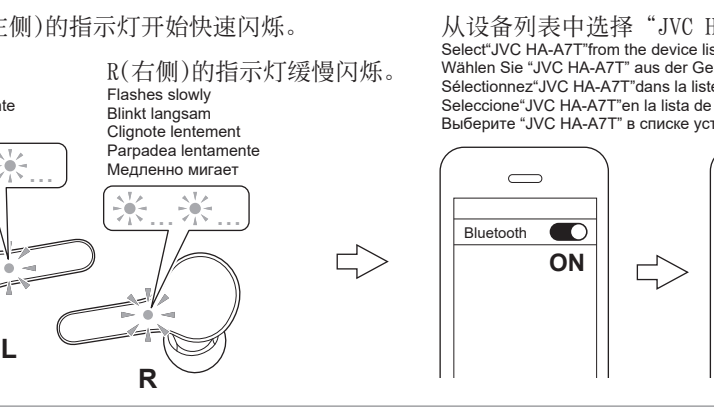 侧)的指示灯开始快速闪烁。
R(右侧)的指示灯缓慢闪烁。
Flashes slowly
Blinkt langsam
Clignote lentement
Parpadea lentamente
Медленно мигает
L
R
从设备列表中选择“JVC H
Select“JVC HA-A7T”from the device lis
Wählen Sie “JVC HA-A7T” aus der Ge
Sélectionnez“JVC HA-A7T”dans la liste
Seleccione“JVC HA-A7T”en la lista de
Выберите “JVC HA-A7T” в списке уст
Bluetooth
ON